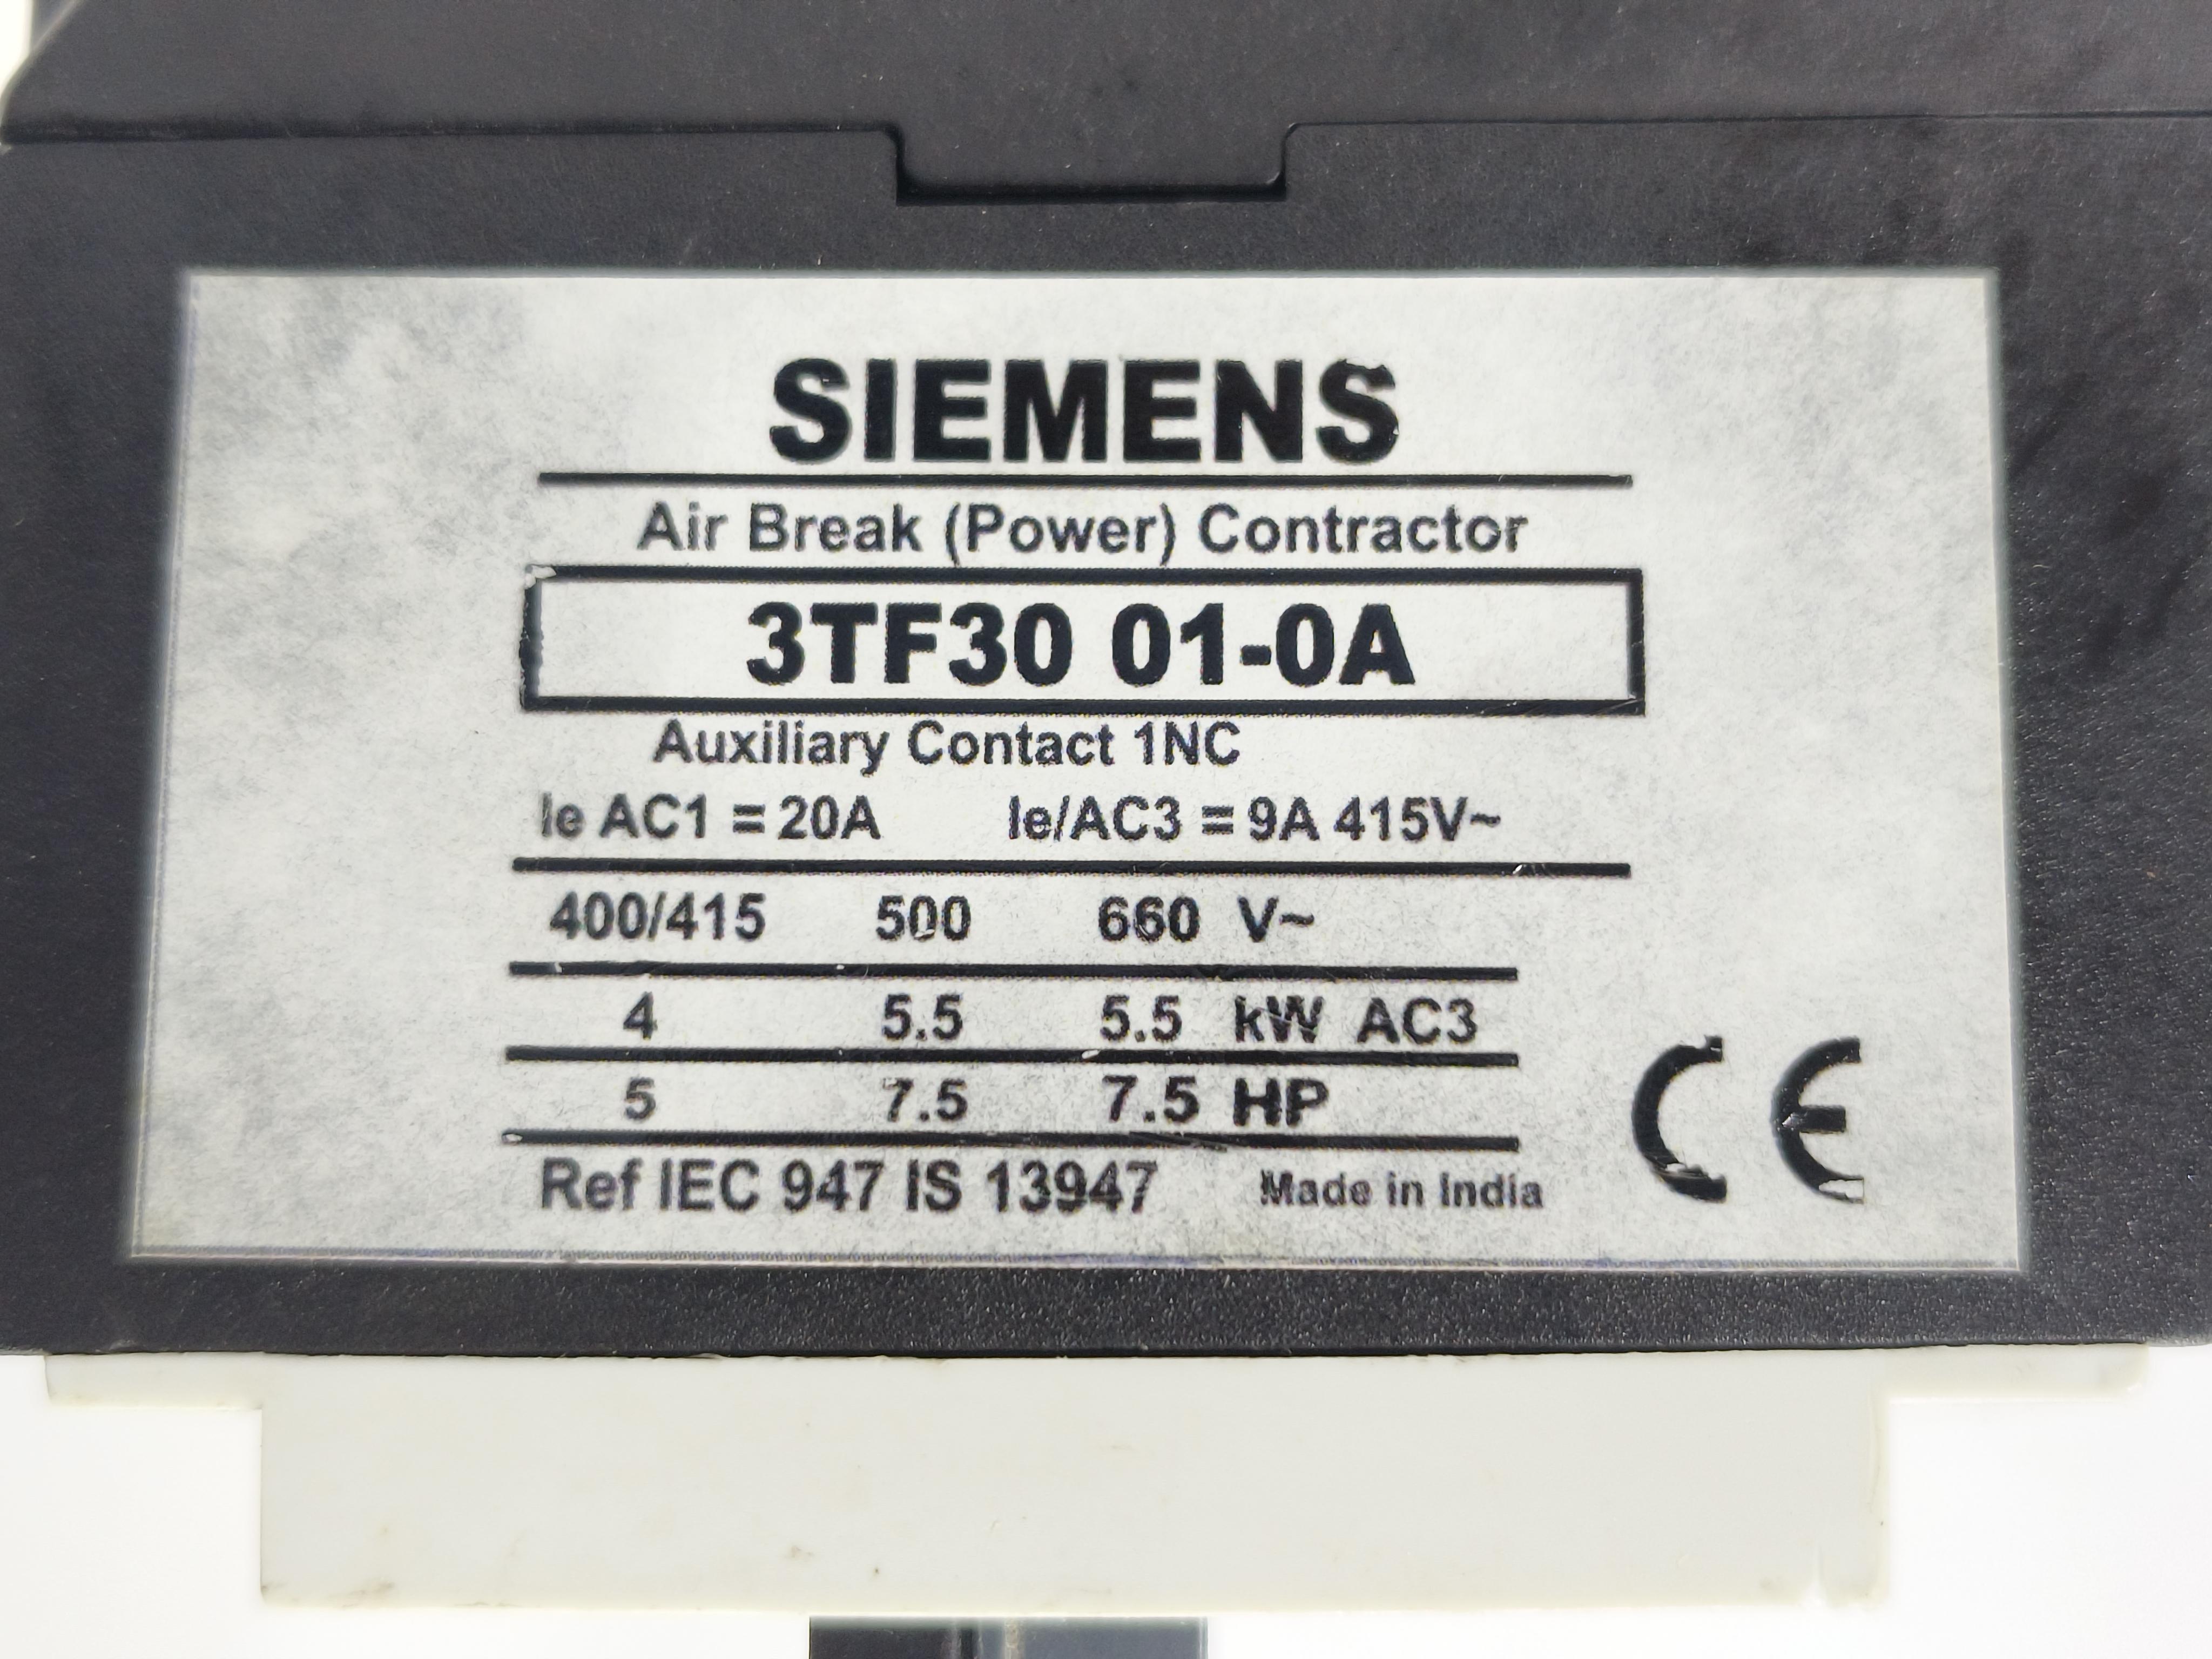 SIEMENS
Air Break (Power) Contractor
3TF30 01-0A
Auxiliary Contact 1NC
Ie AC1 = 20A Ie/AC3 = 9A 415V~
400/415 500 660 V~
4 5.5 5.5 kW AC3
5 7.5 7.5 HP
Ref IEC 947 IS 13947 Made in India CE